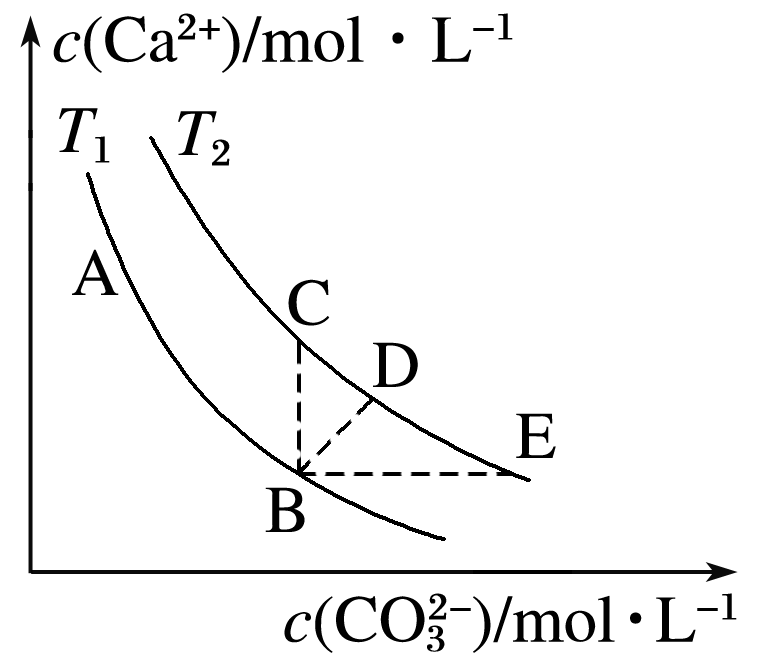 c(Ca²⁺)/mol · L⁻¹
T₁ T₂
A
C
D
E
B
c(CO₃²⁻)/mol·L⁻¹